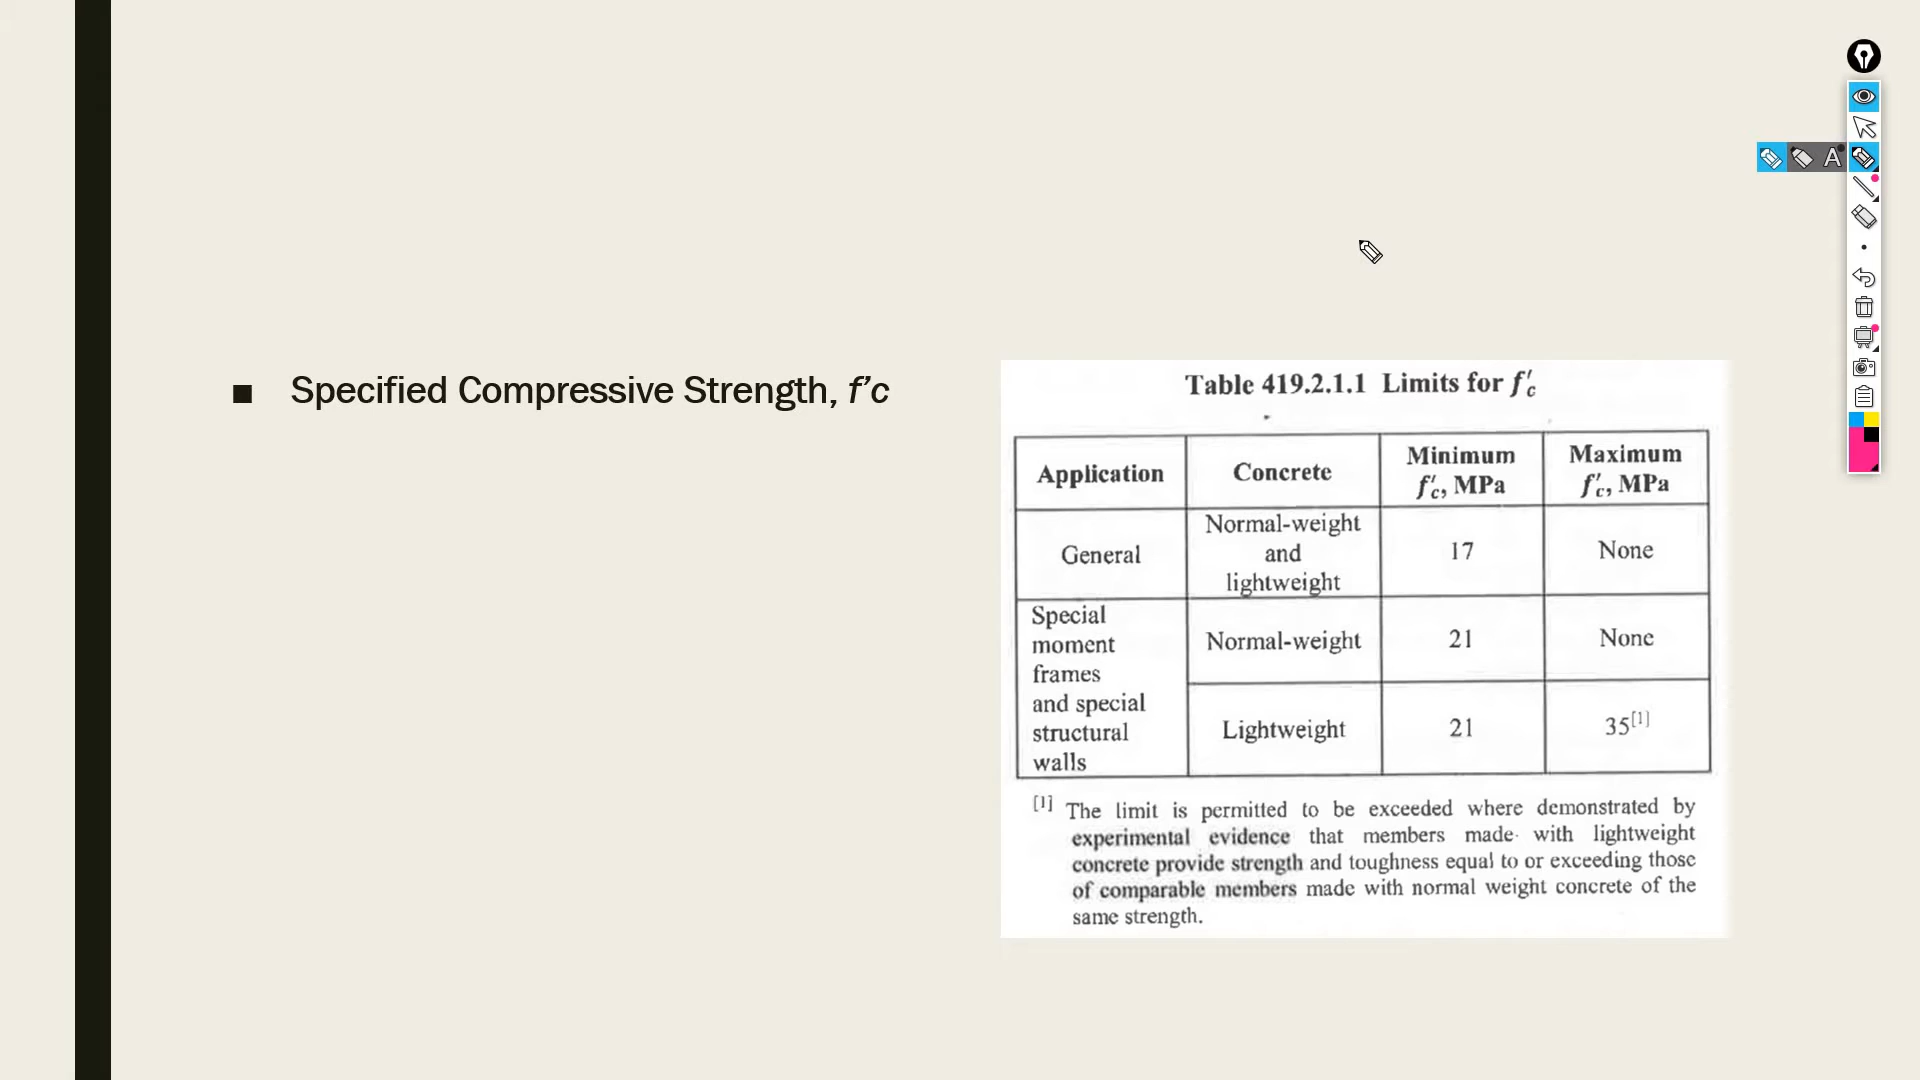 ■ Specified Compressive Strength, f’c
Table 419.2.1.1 Limits for f′c
Application
Concrete
Minimum
f′c, MPa
Maximum
f′c, MPa
General
Normal-weight
and
lightweight
17
None
Special
moment
frames
and special
structural
walls
Normal-weight
21
None
Lightweight
21
35[1]
[1] The limit is permitted to be exceeded where demonstrated by
experimental evidence that members made with lightweight
concrete provide strength and toughness equal to or exceeding those
of comparable members made with normal weight concrete of the
same strength.
A